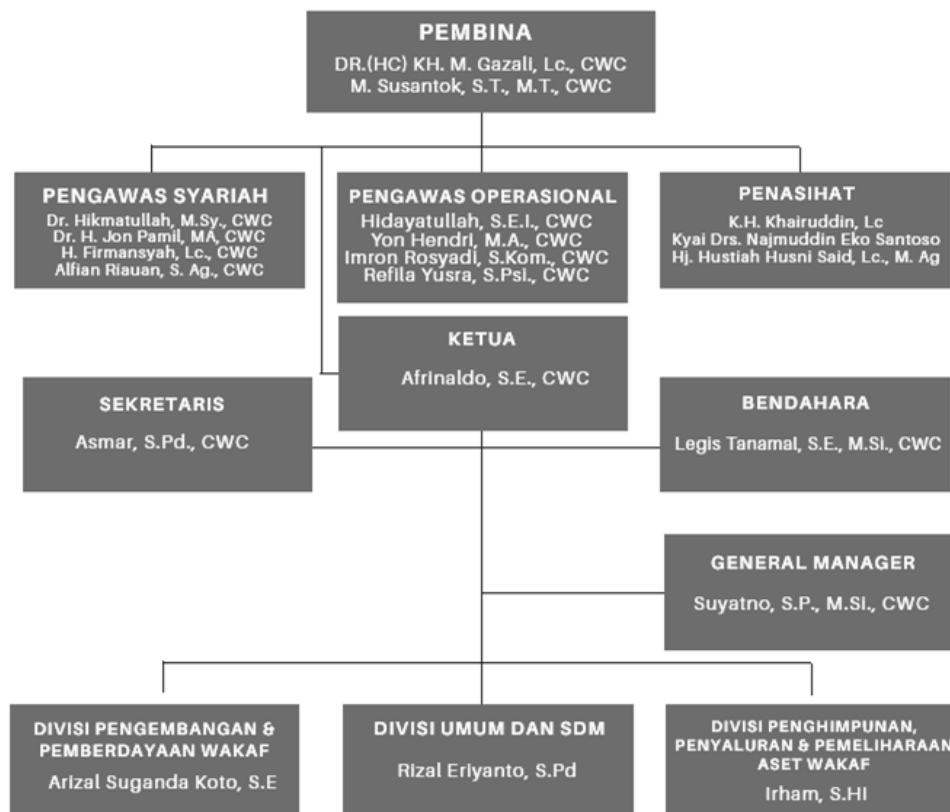 PEMBINA
DR.(HC) KH. M. Gazali, Lc., CWC
M. Susantok, S.T., M.T., CWC
PENGAWAS SYARIAH
Dr. Hikmatullah, M.Sy., CWC
Dr. H. Jon Pamil, MA, CWC
H. Firmansyah, Lc., CWC
Alfian Riauan, S. Ag., CWC
PENGAWAS OPERASIONAL
Hidayatullah, S.E.I., CWC
Yon Hendri, M.A., CWC
Imron Rosyadi, S.Kom., CWC
Refila Yusra, S.Psi., CWC
PENASIHAT
K.H. Khairuddin, Lc
Kyai Drs. Najmuddin Eko Santoso
Hj. Hustiah Husni Said, Lc., M. Ag
KETUA
Afrinaldo, S.E., CWC
SEKRETARIS
Asmar, S.Pd., CWC
BENDAHARA
Legis Tanamal, S.E., M.Si., CWC
GENERAL MANAGER
Suyatno, S.P., M.Si., CWC
DIVISI PENGEMBANGAN &
PEMBERDAYAAN WAKAF
Arizal Suganda Koto, S.E
DIVISI UMUM DAN SDM
Rizal Eriyanto, S.Pd
DIVISI PENGHIMPUNAN,
PENYALURAN & PEMELIHARAAN
ASET WAKAF
Irham, S.HI